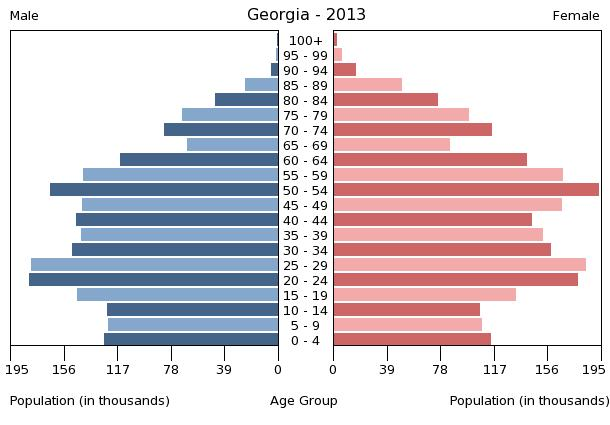 Georgia - 2013
Male
Female
100+
95 - 99
90 - 94
85 - 89
80 - 84
75 - 79
70 - 74
65 - 69
60 - 64
55 - 59
50 - 54
45 - 49
40 - 44
35 - 39
30 - 34
25 - 29
20 - 24
15 - 19
10 - 14
5 - 9
0 - 4
195 156 117 78 39 0
0 39 78 117 156 195
Population (in thousands)
Age Group
Population (in thousands)